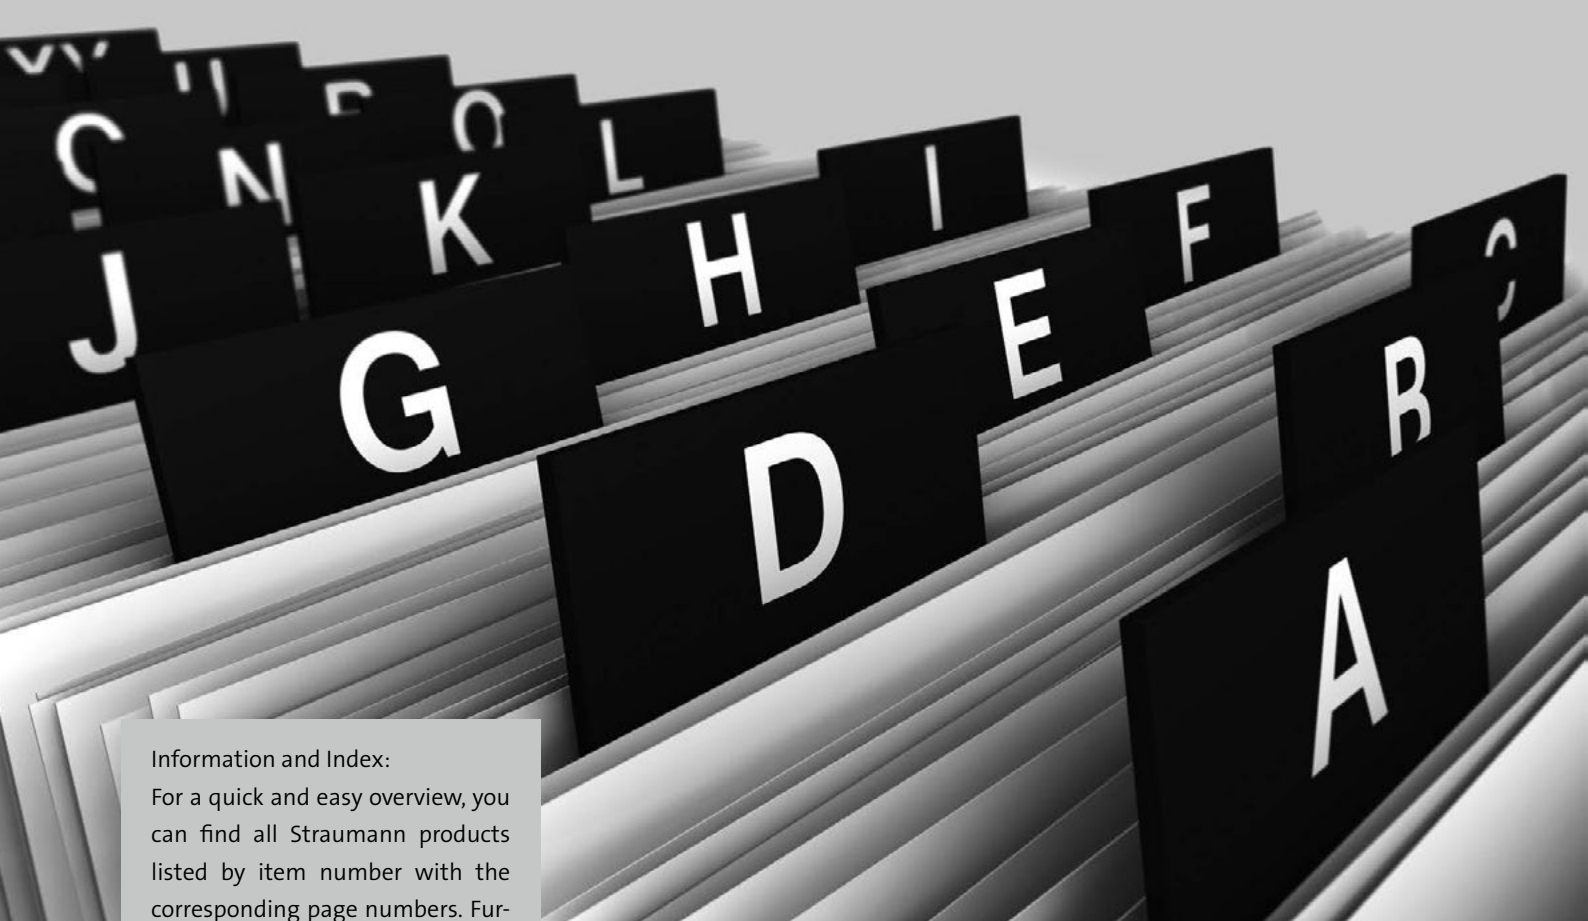 L
I
F
C
N
K
H
E
B
J
G
D
A
Information and Index:
For a quick and easy overview, you
can find all Straumann products
listed by item number with the
corresponding page numbers. Fur-